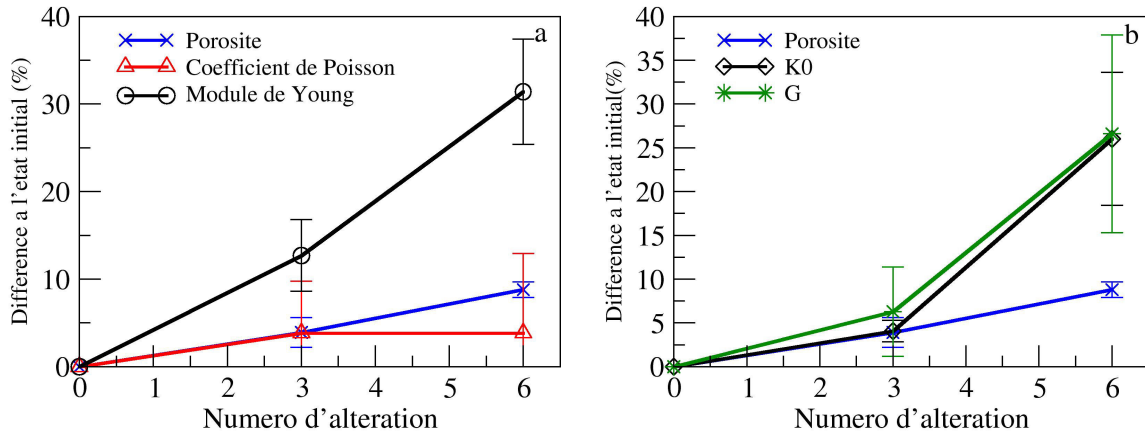 a
Porosite
Coefficient de Poisson
Module de Young
Difference a l'etat initial (%)
40
30
20
10
0
0 1 2 3 4 5 6
Numero d'alteration
b
Porosite
K0
G
Difference a l'etat initial(%)
40
35
30
25
20
15
10
5
0
0 1 2 3 4 5 6
Numero d'alteration